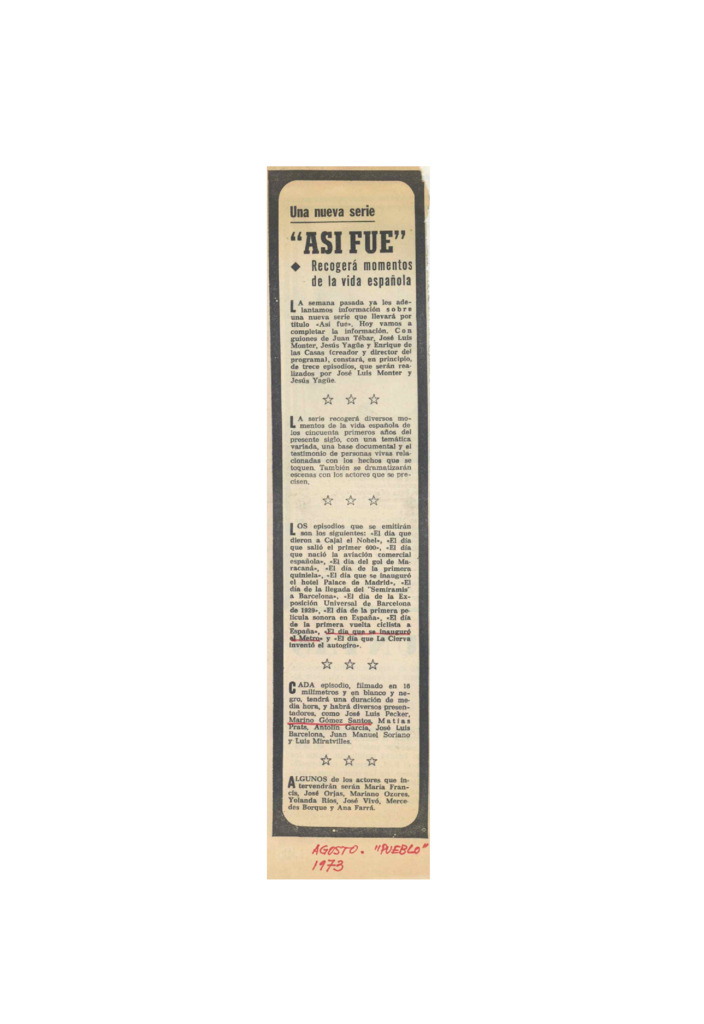 Una nueva serie
“ASI FUE”
◆ Recogerá momentos
de la vida española
LA semana pasada ya les ade-
lantamos información sobre
una nueva serie que llevará por
título «Así fue». Hoy vamos a
completar la información. Con
guiones de Juan Tébar, José Luis
Monter, Jesús Yagüe y Enrique de
las Casas (creador y director del
programa), constará, en principio,
de trece episodios, que serán rea-
lizados por José Luis Monter y
Jesús Yagüe.
☆ ☆ ☆
LA serie recogerá diversos mo-
mentos de la vida española de
los cincuenta primeros años del
presente siglo, con una temática
variada, una base documental y el
testimonio de personas vivas rela-
cionadas con los hechos que se
toquen. También se dramatizarán
escenas con los actores que se pre-
cisen.
☆ ☆ ☆
LOS episodios que se emitirán
son los siguientes: «El día que
dieron a Cajal el Nobel», «El día
que salió el primer 600», «El día
que nació la aviación comercial
española», «El día del gol de Ma-
racaná», «El día de la primera
quiniela», «El día que se inauguró
el hotel Palace de Madrid», «El
día de la llegada del "Semíramis"
a Barcelona», «El día de la Ex-
posición Universal de Barcelona
de 1929», «El día de la primera pe-
lícula sonora en España», «El día
de la primera vuelta ciclista a
España», «El día que se inauguró
el Metro» y «El día que La Cierva
inventó el autogiro».
☆ ☆ ☆
CADA episodio, filmado en 16
milímetros y en blanco y ne-
gro, tendrá una duración de me-
dia hora, y habrá diversos presen-
tadores, como José Luis Pecker,
Marino Gómez Santos, Matías
Prats, Antolín García, José Luis
Barcelona, Juan Manuel Soriano
y Luis Miratvilles.
☆ ☆ ☆
ALGUNOS de los actores que in-
tervendrán serán María Fran-
cés, José Orjas, Mariano Ozores,
Yolanda Ríos, José Vivó, Merce-
des Borque y Ana Farrá.
AGOSTO. "PUEBLO"
1973